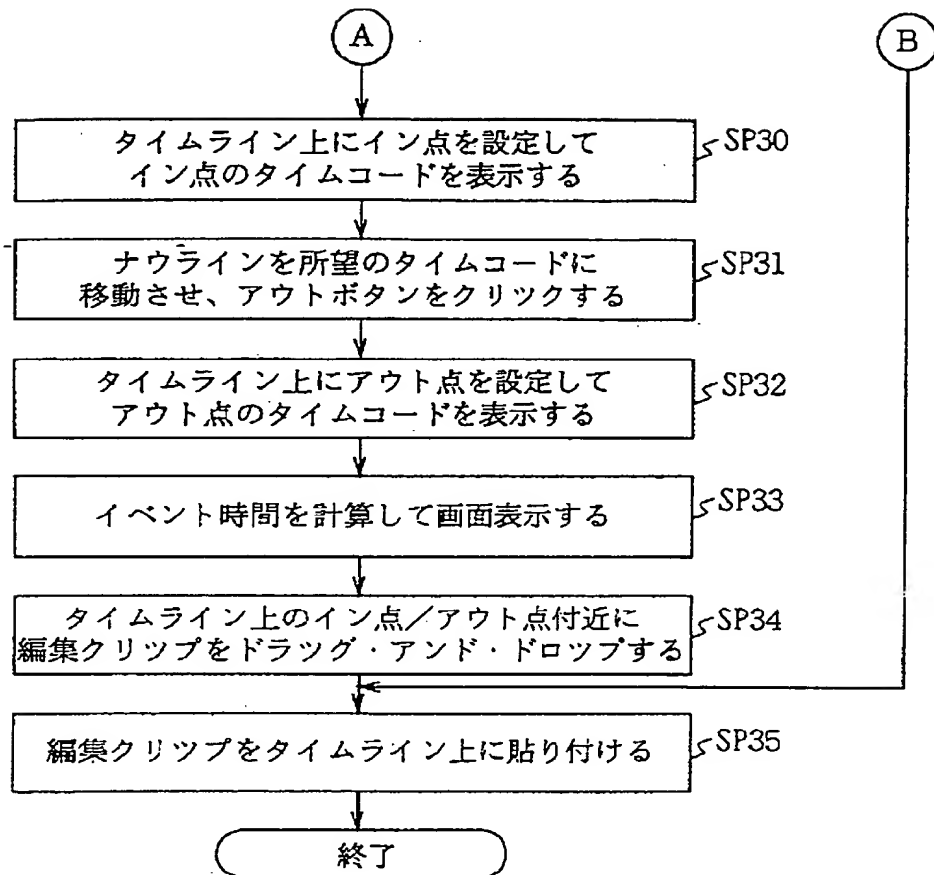 A
B
タイムライン上にイン点を設定して
イン点のタイムコードを表示する
SP30
ナウラインを所望のタイムコードに
移動させ、アウトボタンをクリックする
SP31
タイムライン上にアウト点を設定して
アウト点のタイムコードを表示する
SP32
イベント時間を計算して画面表示する
SP33
タイムライン上のイン点/アウト点付近に
編集クリツプをドラツグ・アンド・ドロツプする
SP34
編集クリツプをタイムライン上に貼り付ける
SP35
終了